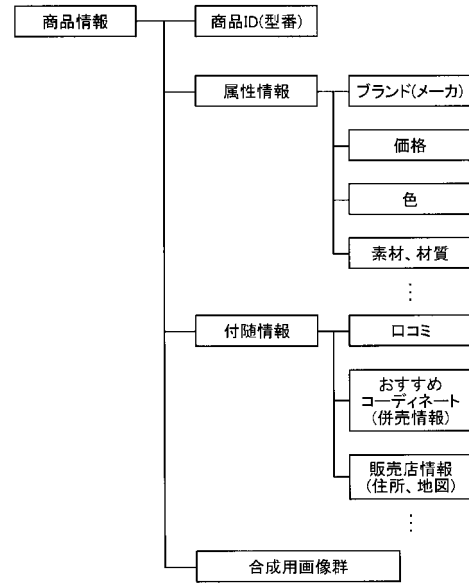 商品情報
商品ID(型番)
属性情報
ブランド(メーカ)
価格
色
素材、材質
⋮
付随情報
口コミ
おすすめ
コーディネート
(併売情報)
販売店情報
(住所、地図)
⋮
合成用画像群